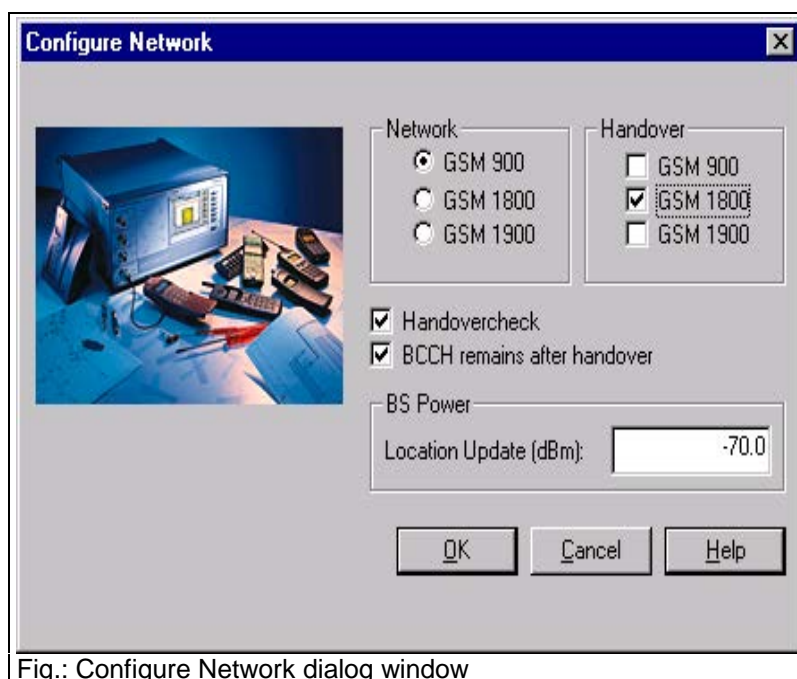 Configure Network
Network
GSM 900
GSM 1800
GSM 1900
Handover
GSM 900
GSM 1800
GSM 1900
Handovercheck
BCCH remains after handover
BS Power
Location Update (dBm):
-70.0
OK
Cancel
Help
Fig.: Configure Network dialog window